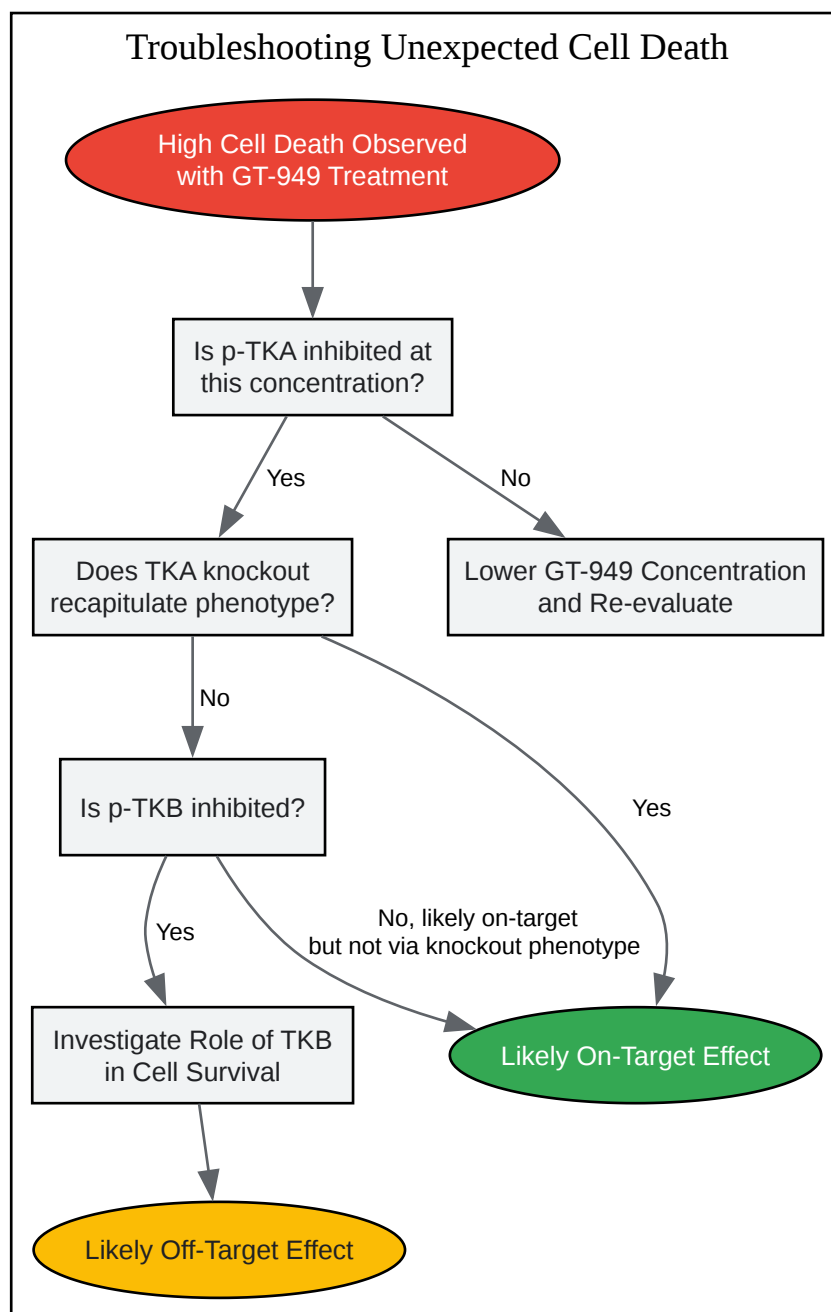 Troubleshooting Unexpected Cell Death
High Cell Death Observed
with GT-949 Treatment
Is p-TKA inhibited at
this concentration?
Yes
No
Does TKA knockout
recapitulate phenotype?
Lower GT-949 Concentration
and Re-evaluate
No
Is p-TKB inhibited?
Yes
Yes
No, likely on-target
but not via knockout phenotype
Investigate Role of TKB
in Cell Survival
Likely On-Target Effect
Likely Off-Target Effect